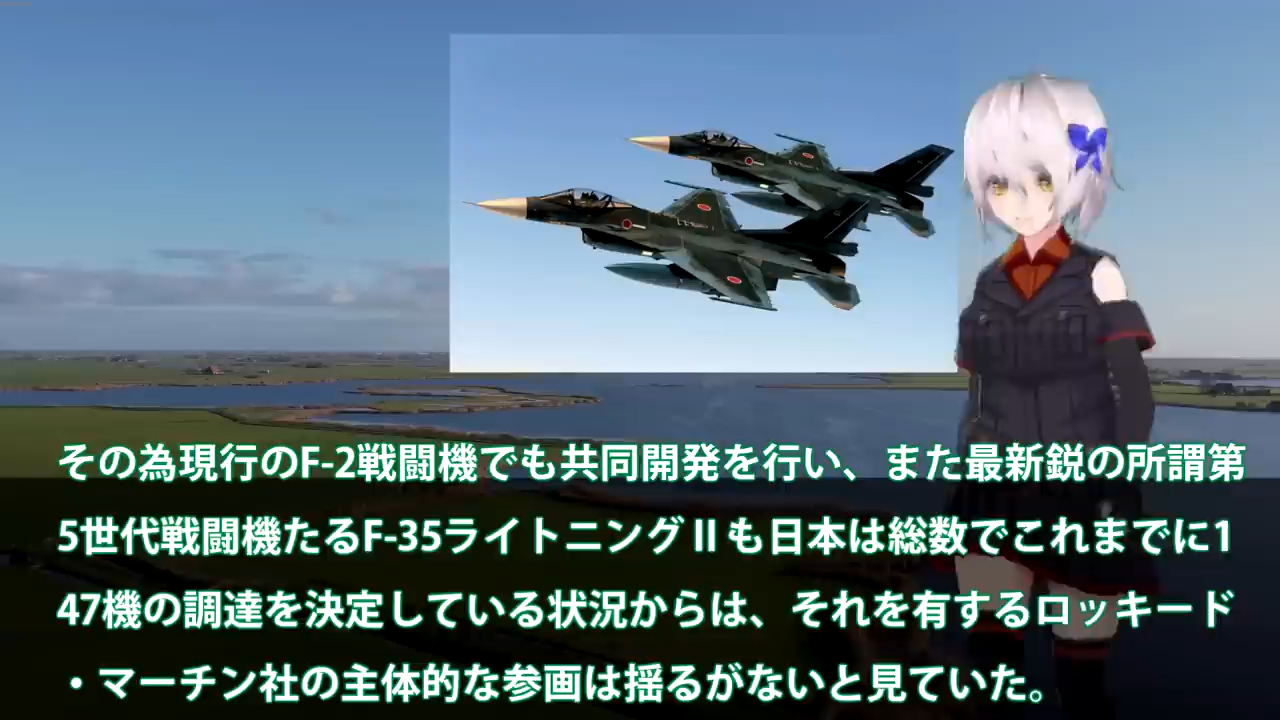 その為現行のF-2戦闘機でも共同開発を行い、また最新鋭の所謂第
5世代戦闘機たるF-35ライトニングⅡも日本は総数でこれまでに1
47機の調達を決定している状況からは、それを有するロッキード
・マーチン社の主体的な参画は揺るがないと見ていた。